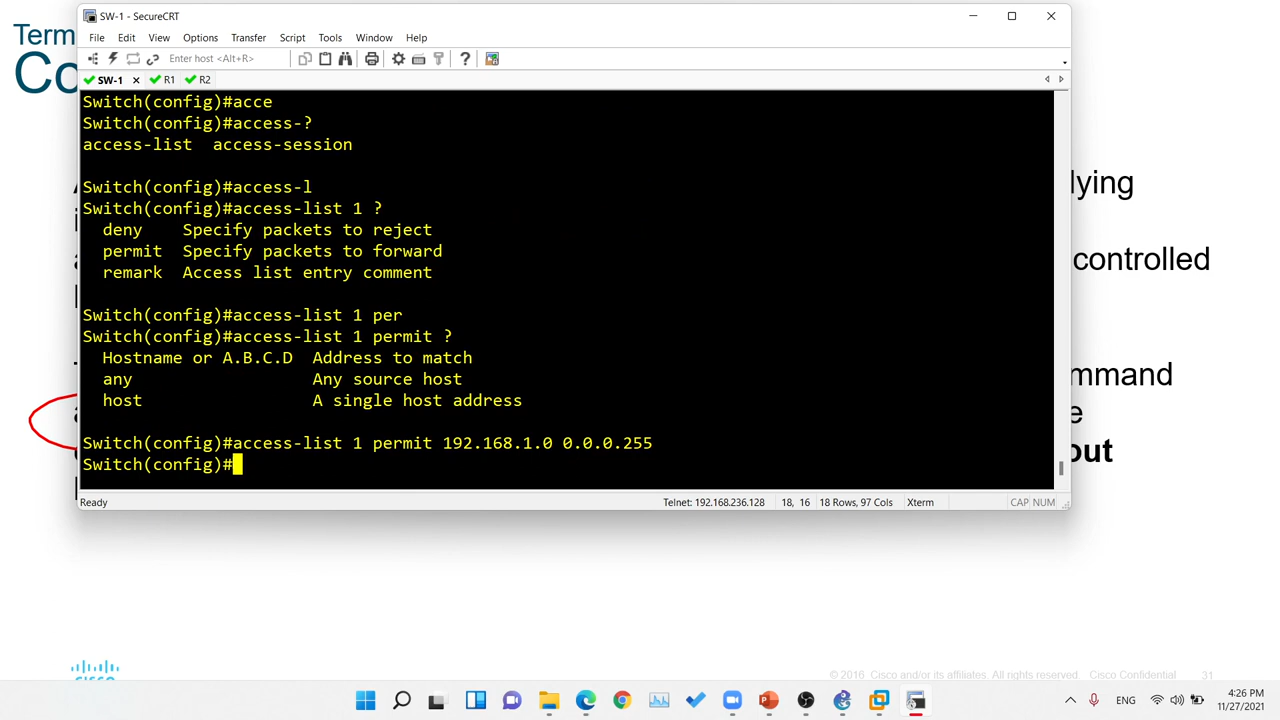 Term
Co
SW-1 - SecureCRT
File Edit View Options Transfer Script Tools Window Help
Enter host <Alt+R>
SW-1 R1 R2
Switch(config)#acce
Switch(config)#access-?
access-list access-session
Switch(config)#access-l
Switch(config)#access-list 1 ?
deny Specify packets to reject
permit Specify packets to forward
remark Access list entry comment
Switch(config)#access-list 1 per
Switch(config)#access-list 1 permit ?
Hostname or A.B.C.D Address to match
any Any source host
host A single host address
Switch(config)#access-list 1 permit 192.168.1.0 0.0.0.255
Switch(config)#
Ready Telnet: 192.168.236.128 18, 16 18 Rows, 97 Cols Xterm CAP NUM
lying
controlled
mmand
e
out
CISCO
© 2016 Cisco and/or its affiliates. All rights reserved. Cisco Confidential 31
ENG 4:26 PM
11/27/2021